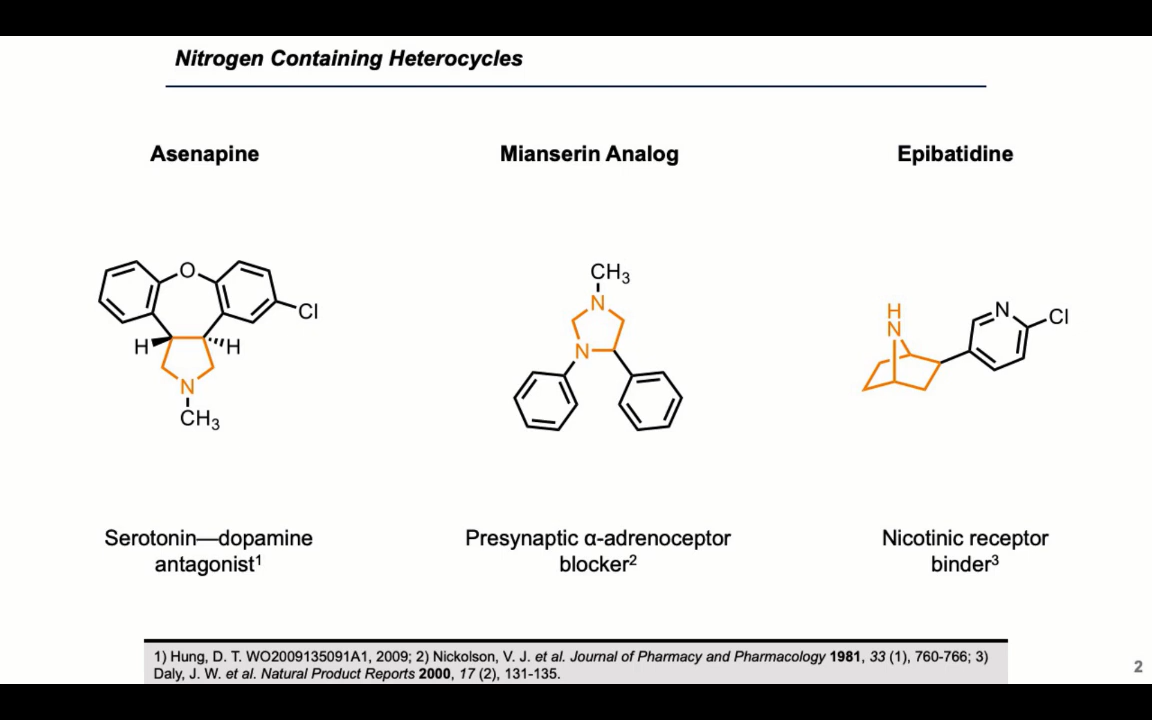 Nitrogen Containing Heterocycles
Asenapine
Mianserin Analog
Epibatidine
O
Cl
H
H
N
CH₃
CH₃
N
N
H
N
N
Cl
Serotonin—dopamine
antagonist¹
Presynaptic α-adrenoceptor
blocker²
Nicotinic receptor
binder³
1) Hung, D. T. WO2009135091A1, 2009; 2) Nickolson, V. J. et al. Journal of Pharmacy and Pharmacology 1981, 33 (1), 760-766; 3)
Daly, J. W. et al. Natural Product Reports 2000, 17 (2), 131-135.
2